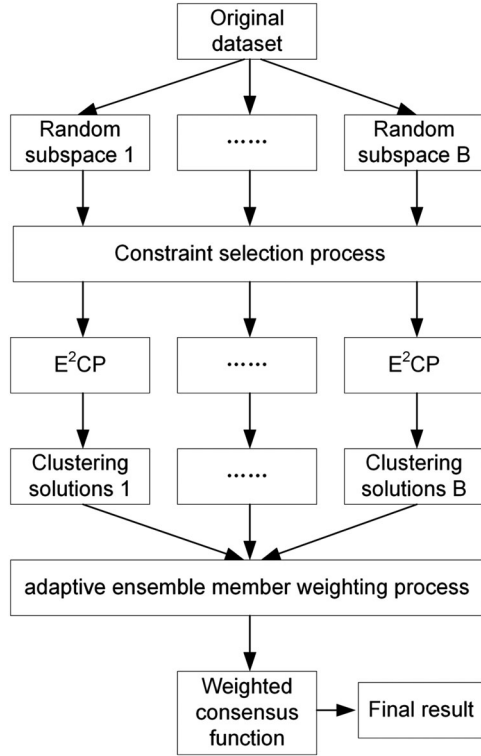 Original
dataset
Random
subspace 1
……
Random
subspace B
Constraint selection process
E²CP
……
E²CP
Clustering
solutions 1
……
Clustering
solutions B
adaptive ensemble member weighting process
Weighted
consensus
function
Final result